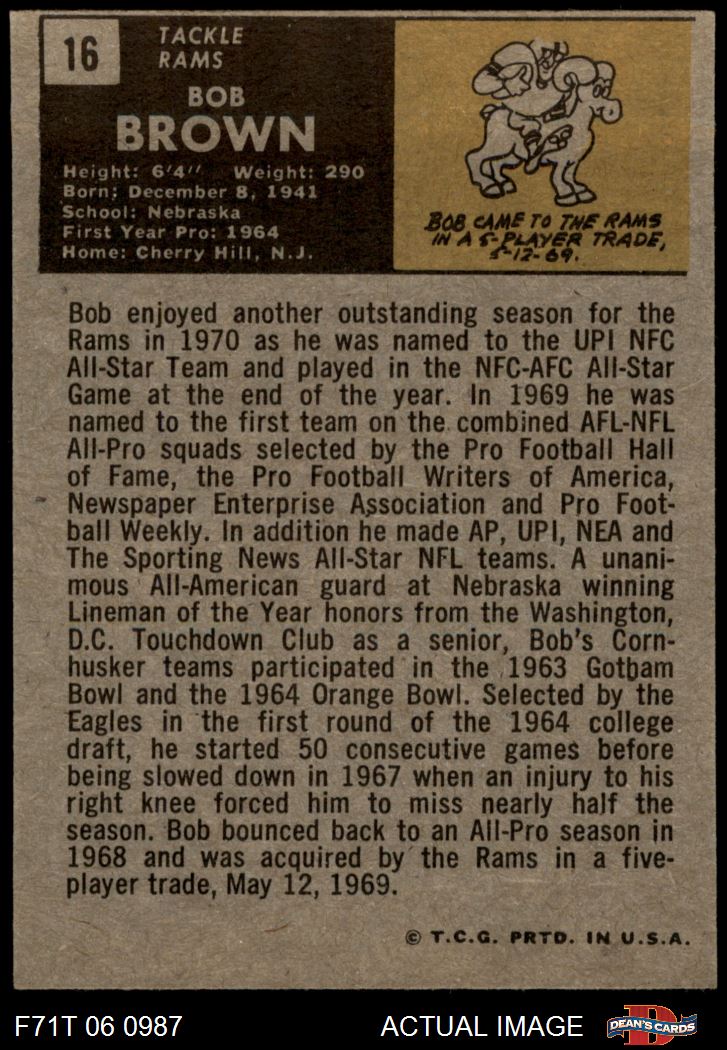 16
TACKLE
RAMS
BOB
BROWN
Height: 6'4" Weight: 290
Born: December 8, 1941
School: Nebraska
First Year Pro: 1964
Home: Cherry Hill, N.J.
BOB CAME TO THE RAMS
IN A 5-PLAYER TRADE,
5-12-69.
Bob enjoyed another outstanding season for the
Rams in 1970 as he was named to the UPI NFC
All-Star Team and played in the NFC-AFC All-Star
Game at the end of the year. In 1969 he was
named to the first team on the combined AFL-NFL
All-Pro squads selected by the Pro Football Hall
of Fame, the Pro Football Writers of America,
Newspaper Enterprise Association and Pro Foot-
ball Weekly. In addition he made AP, UPI, NEA and
The Sporting News All-Star NFL teams. A unani-
mous All-American guard at Nebraska winning
Lineman of the Year honors from the Washington,
D.C. Touchdown Club as a senior, Bob's Corn-
husker teams participated in the 1963 Gotham
Bowl and the 1964 Orange Bowl. Selected by the
Eagles in the first round of the 1964 college
draft, he started 50 consecutive games before
being slowed down in 1967 when an injury to his
right knee forced him to miss nearly half the
season. Bob bounced back to an All-Pro season in
1968 and was acquired by the Rams in a five-
player trade, May 12, 1969.
© T.C.G. PRTD. IN U.S.A.
F71T 06 0987
ACTUAL IMAGE
D
DEAN'S CARDS